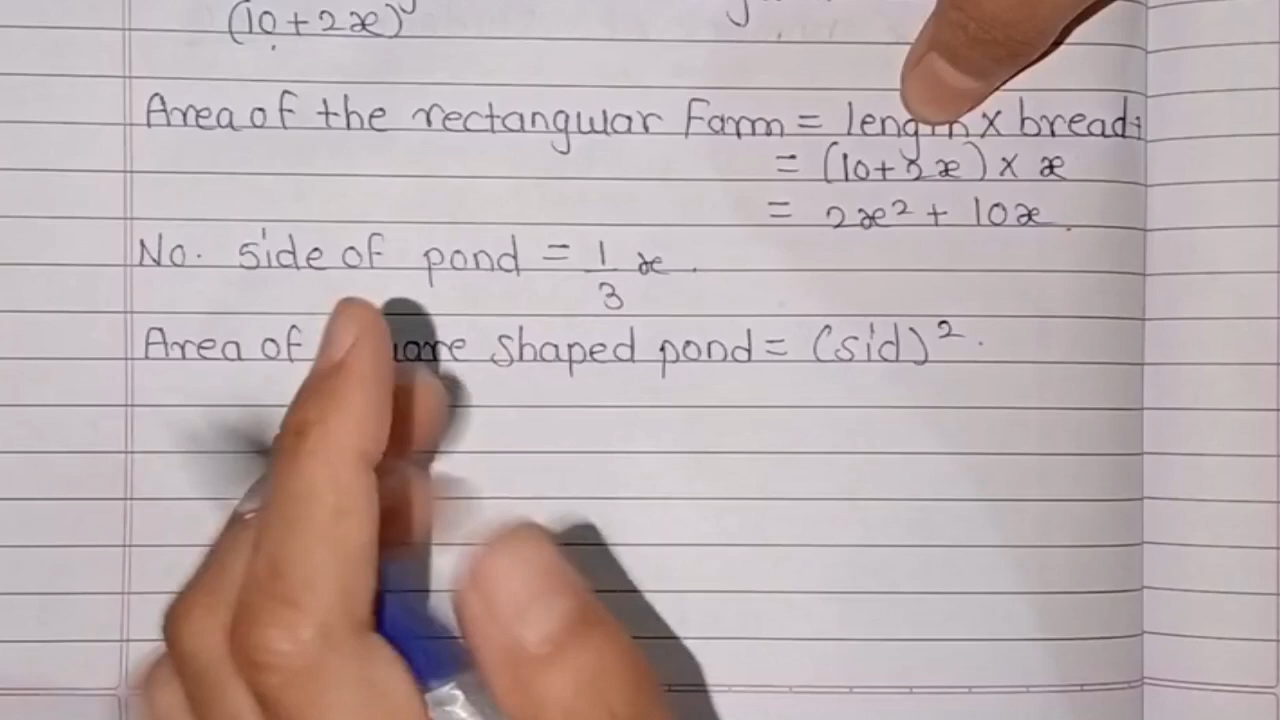 (10+2x)
Area of the rectangular Farm = length x bread
= (10+2x) x x
= 2x² + 10x
No. side of pond = 1/3 x.
Area of shaped pond = (sid)².